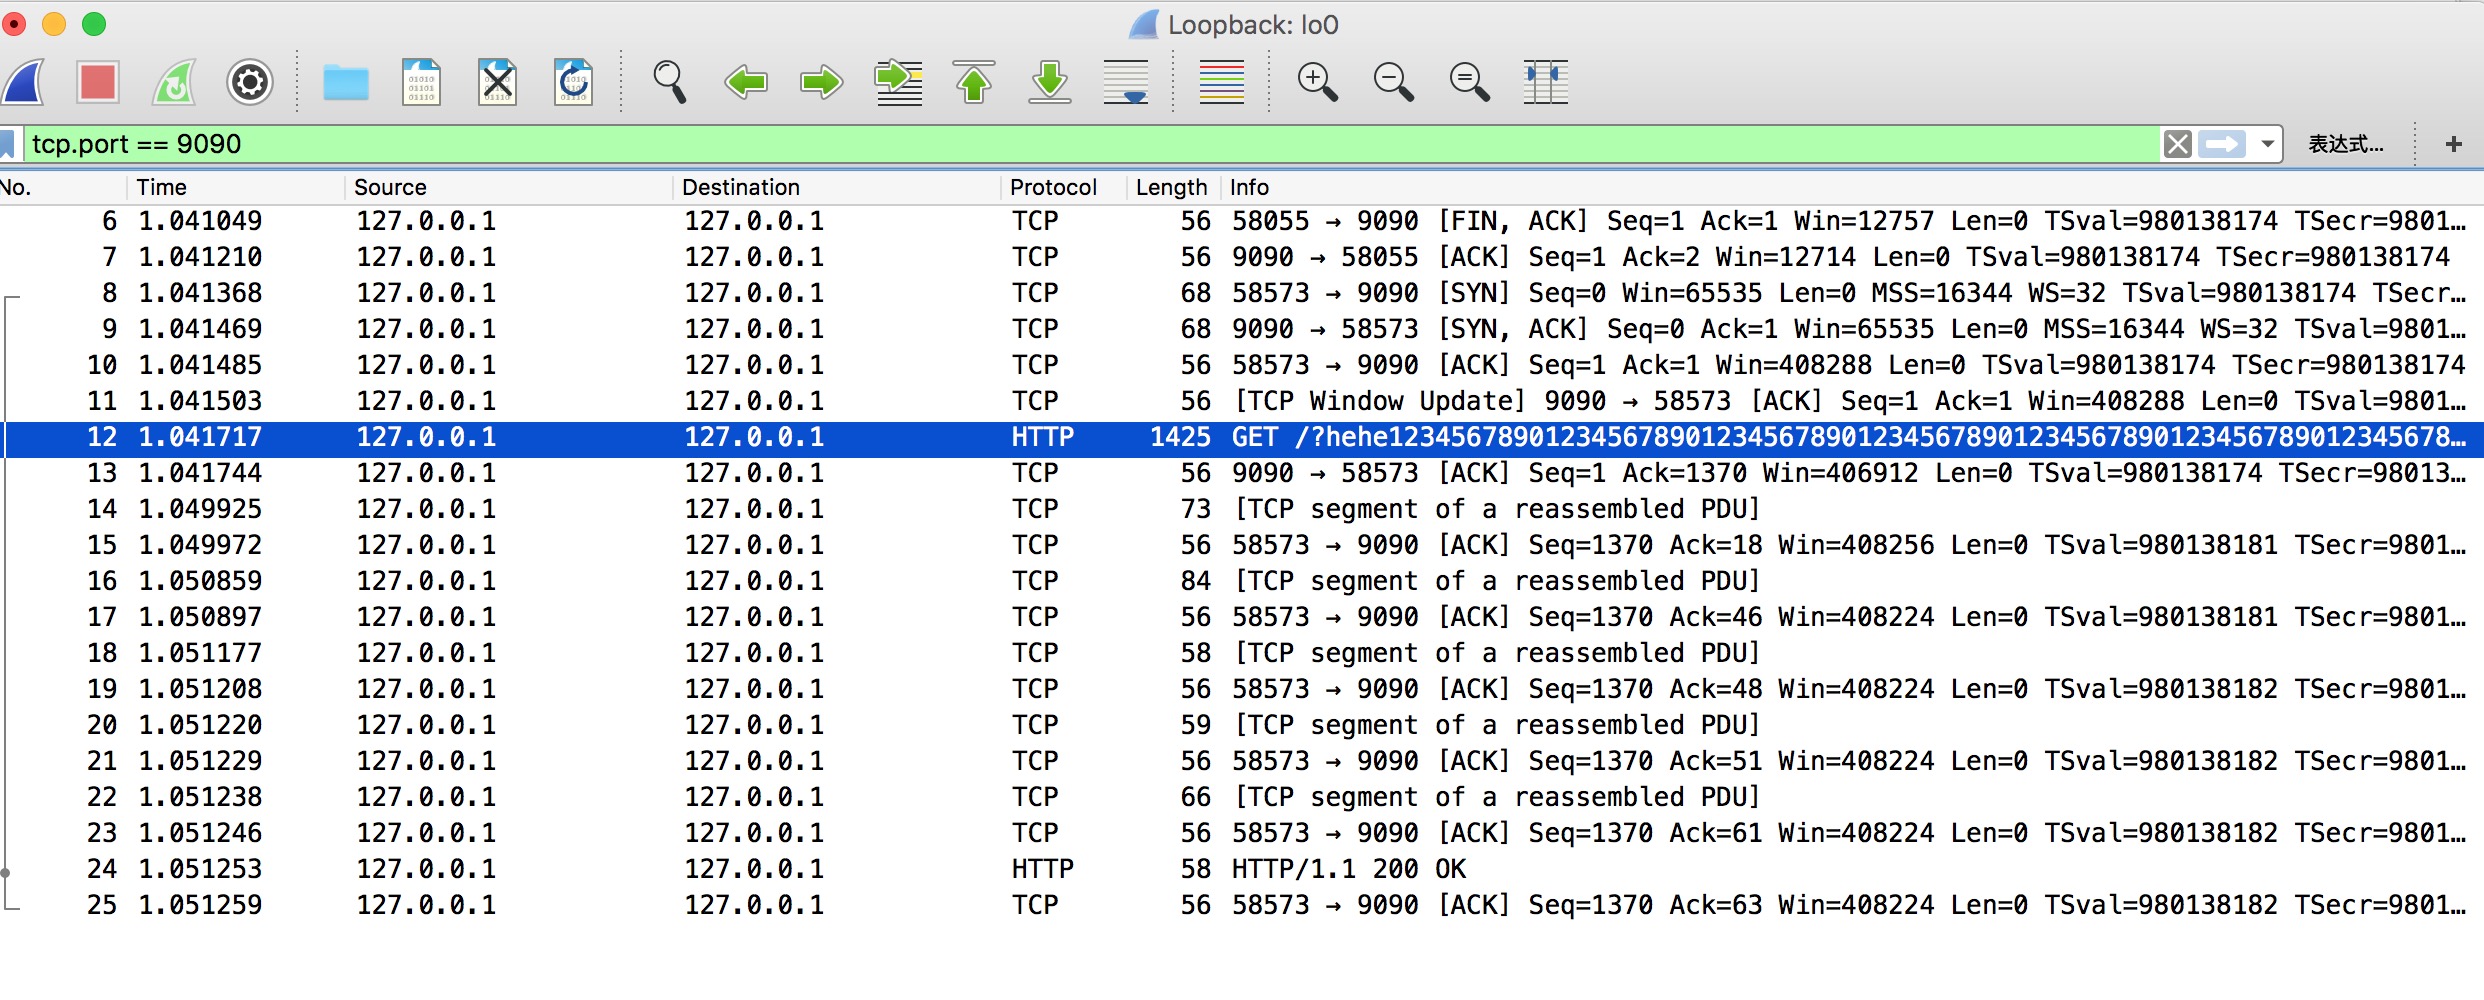 Loopback: lo0
tcp.port == 9090 表达式… +
No. Time Source Destination Protocol Length Info
6 1.041049 127.0.0.1 127.0.0.1 TCP 56 58055 → 9090 [FIN, ACK] Seq=1 Ack=1 Win=12757 Len=0 TSval=980138174 TSecr=9801…
7 1.041210 127.0.0.1 127.0.0.1 TCP 56 9090 → 58055 [ACK] Seq=1 Ack=2 Win=12714 Len=0 TSval=980138174 TSecr=980138174
8 1.041368 127.0.0.1 127.0.0.1 TCP 68 58573 → 9090 [SYN] Seq=0 Win=65535 Len=0 MSS=16344 WS=32 TSval=980138174 TSecr…
9 1.041469 127.0.0.1 127.0.0.1 TCP 68 9090 → 58573 [SYN, ACK] Seq=0 Ack=1 Win=65535 Len=0 MSS=16344 WS=32 TSval=9801…
10 1.041485 127.0.0.1 127.0.0.1 TCP 56 58573 → 9090 [ACK] Seq=1 Ack=1 Win=408288 Len=0 TSval=980138174 TSecr=980138174
11 1.041503 127.0.0.1 127.0.0.1 TCP 56 [TCP Window Update] 9090 → 58573 [ACK] Seq=1 Ack=1 Win=408288 Len=0 TSval=9801…
12 1.041717 127.0.0.1 127.0.0.1 HTTP 1425 GET /?hehe12345678901234567890123456789012345678901234567890123456789012345678…
13 1.041744 127.0.0.1 127.0.0.1 TCP 56 9090 → 58573 [ACK] Seq=1 Ack=1370 Win=406912 Len=0 TSval=980138174 TSecr=98013…
14 1.049925 127.0.0.1 127.0.0.1 TCP 73 [TCP segment of a reassembled PDU]
15 1.049972 127.0.0.1 127.0.0.1 TCP 56 58573 → 9090 [ACK] Seq=1370 Ack=18 Win=408256 Len=0 TSval=980138181 TSecr=9801…
16 1.050859 127.0.0.1 127.0.0.1 TCP 84 [TCP segment of a reassembled PDU]
17 1.050897 127.0.0.1 127.0.0.1 TCP 56 58573 → 9090 [ACK] Seq=1370 Ack=46 Win=408224 Len=0 TSval=980138181 TSecr=9801…
18 1.051177 127.0.0.1 127.0.0.1 TCP 58 [TCP segment of a reassembled PDU]
19 1.051208 127.0.0.1 127.0.0.1 TCP 56 58573 → 9090 [ACK] Seq=1370 Ack=48 Win=408224 Len=0 TSval=980138182 TSecr=9801…
20 1.051220 127.0.0.1 127.0.0.1 TCP 59 [TCP segment of a reassembled PDU]
21 1.051229 127.0.0.1 127.0.0.1 TCP 56 58573 → 9090 [ACK] Seq=1370 Ack=51 Win=408224 Len=0 TSval=980138182 TSecr=9801…
22 1.051238 127.0.0.1 127.0.0.1 TCP 66 [TCP segment of a reassembled PDU]
23 1.051246 127.0.0.1 127.0.0.1 TCP 56 58573 → 9090 [ACK] Seq=1370 Ack=61 Win=408224 Len=0 TSval=980138182 TSecr=9801…
24 1.051253 127.0.0.1 127.0.0.1 HTTP 58 HTTP/1.1 200 OK
25 1.051259 127.0.0.1 127.0.0.1 TCP 56 58573 → 9090 [ACK] Seq=1370 Ack=63 Win=408224 Len=0 TSval=980138182 TSecr=9801…